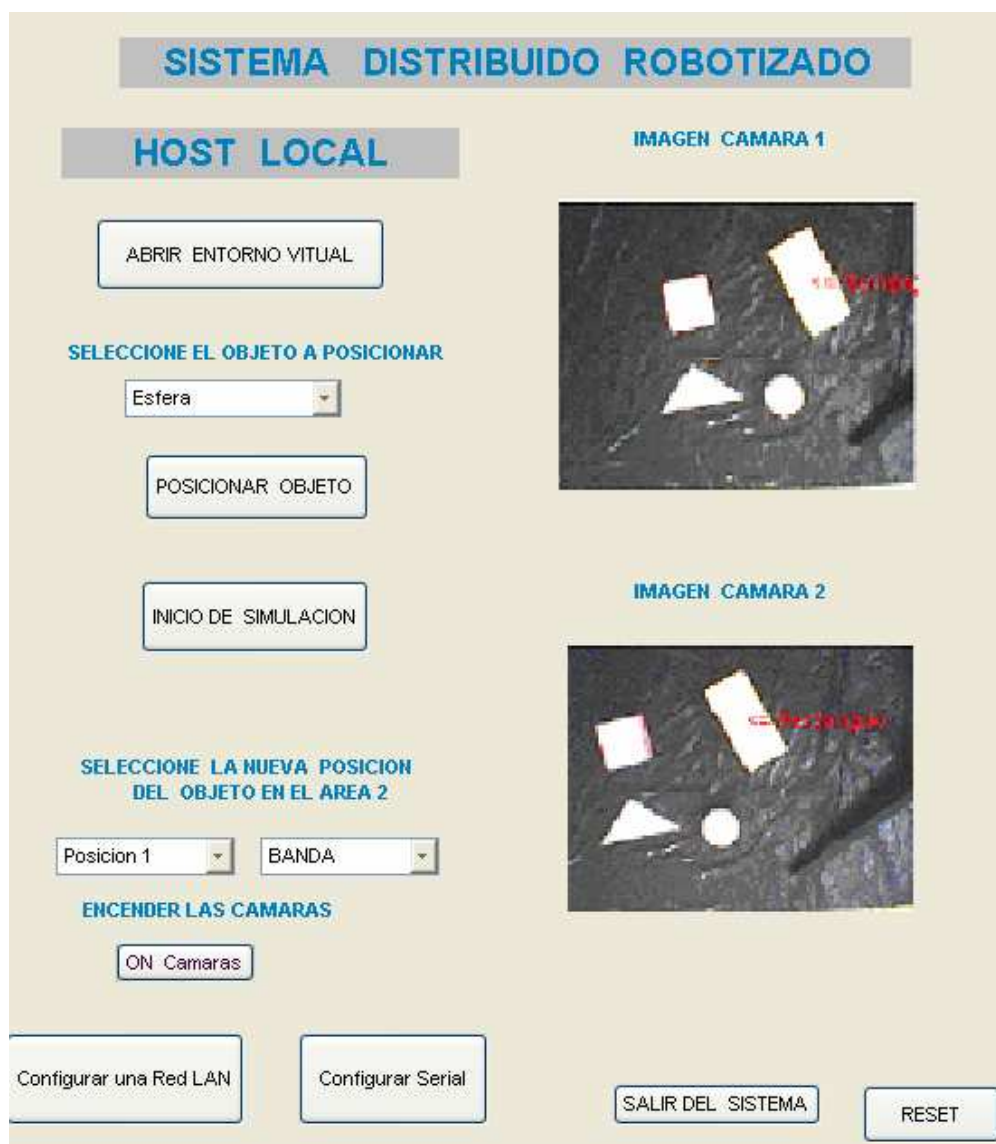 SISTEMA DISTRIBUIDO ROBOTIZADO
HOST LOCAL
ABRIR ENTORNO VITUAL
SELECCIONE EL OBJETO A POSICIONAR
Esfera
POSICIONAR OBJETO
INICIO DE SIMULACION
SELECCIONE LA NUEVA POSICION
DEL OBJETO EN EL AREA 2
Posicion 1
BANDA
ENCENDER LAS CAMARAS
ON Camaras
Configurar una Red LAN
Configurar Serial
IMAGEN CAMARA 1
IMAGEN CAMARA 2
SALIR DEL SISTEMA
RESET